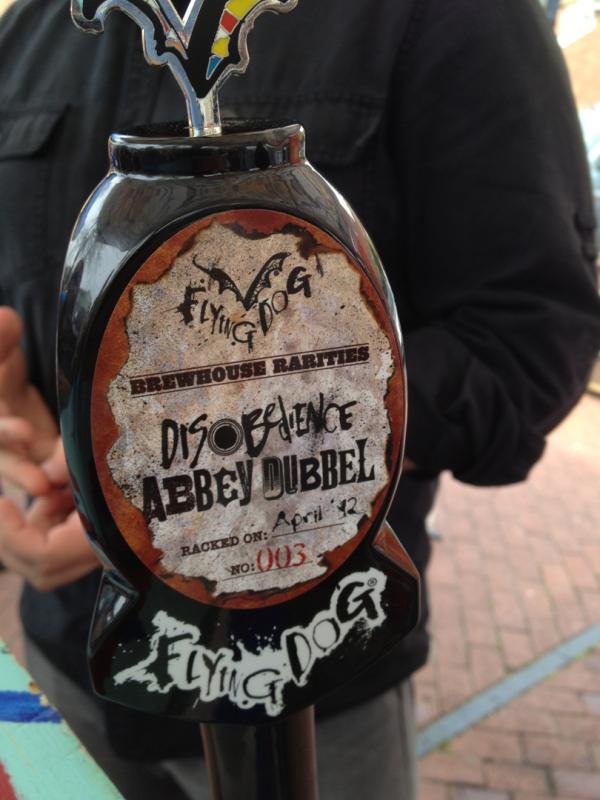 FLYING DOG
BREWHOUSE RARITIES
DISOBEDIENCE
ABBEY DUBBEL
RACKED ON: April '12
NO: 003
FLYING DOG®